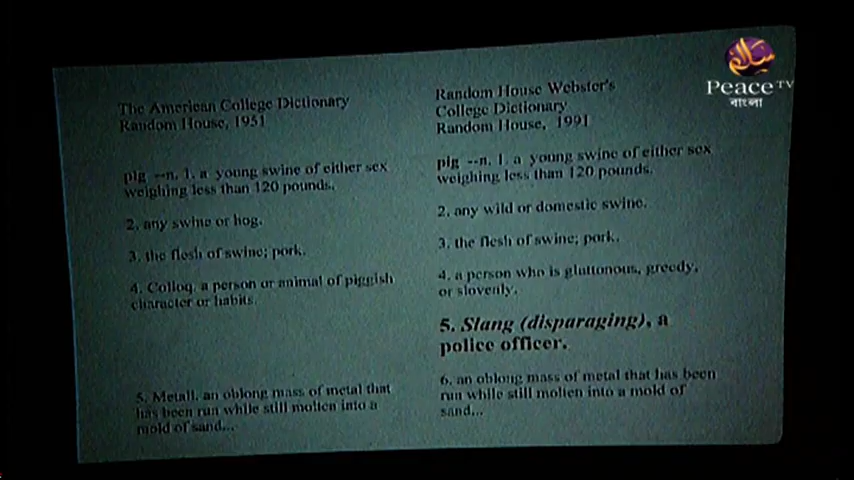 The American College Dictionary
Random House, 1951
pig --n. 1. a young swine of either sex
weighing less than 120 pounds.
2. any swine or hog.
3. the flesh of swine; pork.
4. Colloq. a person or animal of piggish
character or habits.
5. Metall. an oblong mass of metal that
has been run while still molten into a
mold of sand...
Random House Webster's
College Dictionary
Random House, 1991
pig --n. 1. a young swine of either sex
weighing less than 120 pounds.
2. any wild or domestic swine.
3. the flesh of swine; pork.
4. a person who is gluttonous, greedy,
or slovenly.
5. Slang (disparaging), a
police officer.
6. an oblong mass of metal that has been
run while still molten into a mold of
sand...
سلام
Peace TV
বাংলা